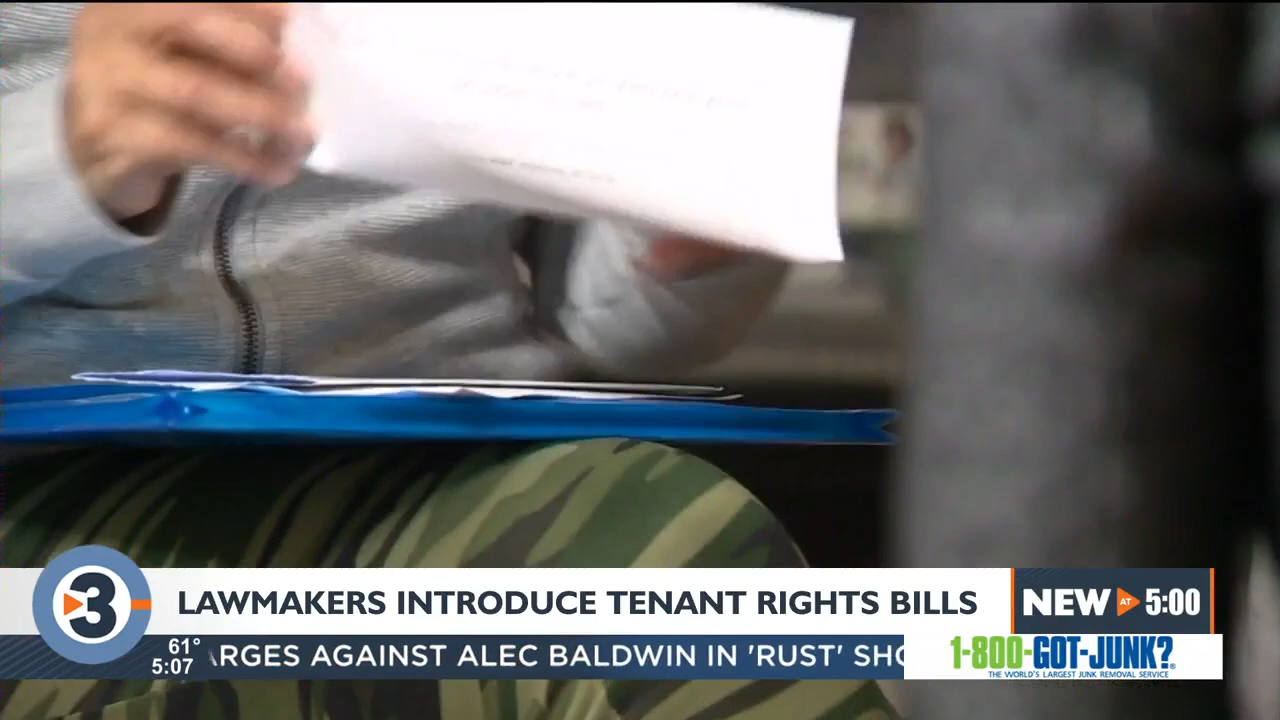 3
LAWMAKERS INTRODUCE TENANT RIGHTS BILLS
NEW AT 5:00
61°
5:07
ARGES AGAINST ALEC BALDWIN IN 'RUST' SHO
1-800-GOT-JUNK?
THE WORLD'S LARGEST JUNK REMOVAL SERVICE